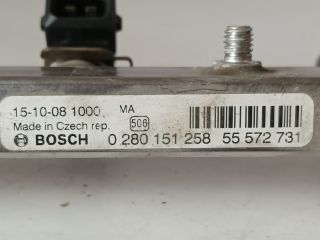 15-10-08 1000 MA
Made in Czech rep. 506
BOSCH 0 280 151 258 55 572 731